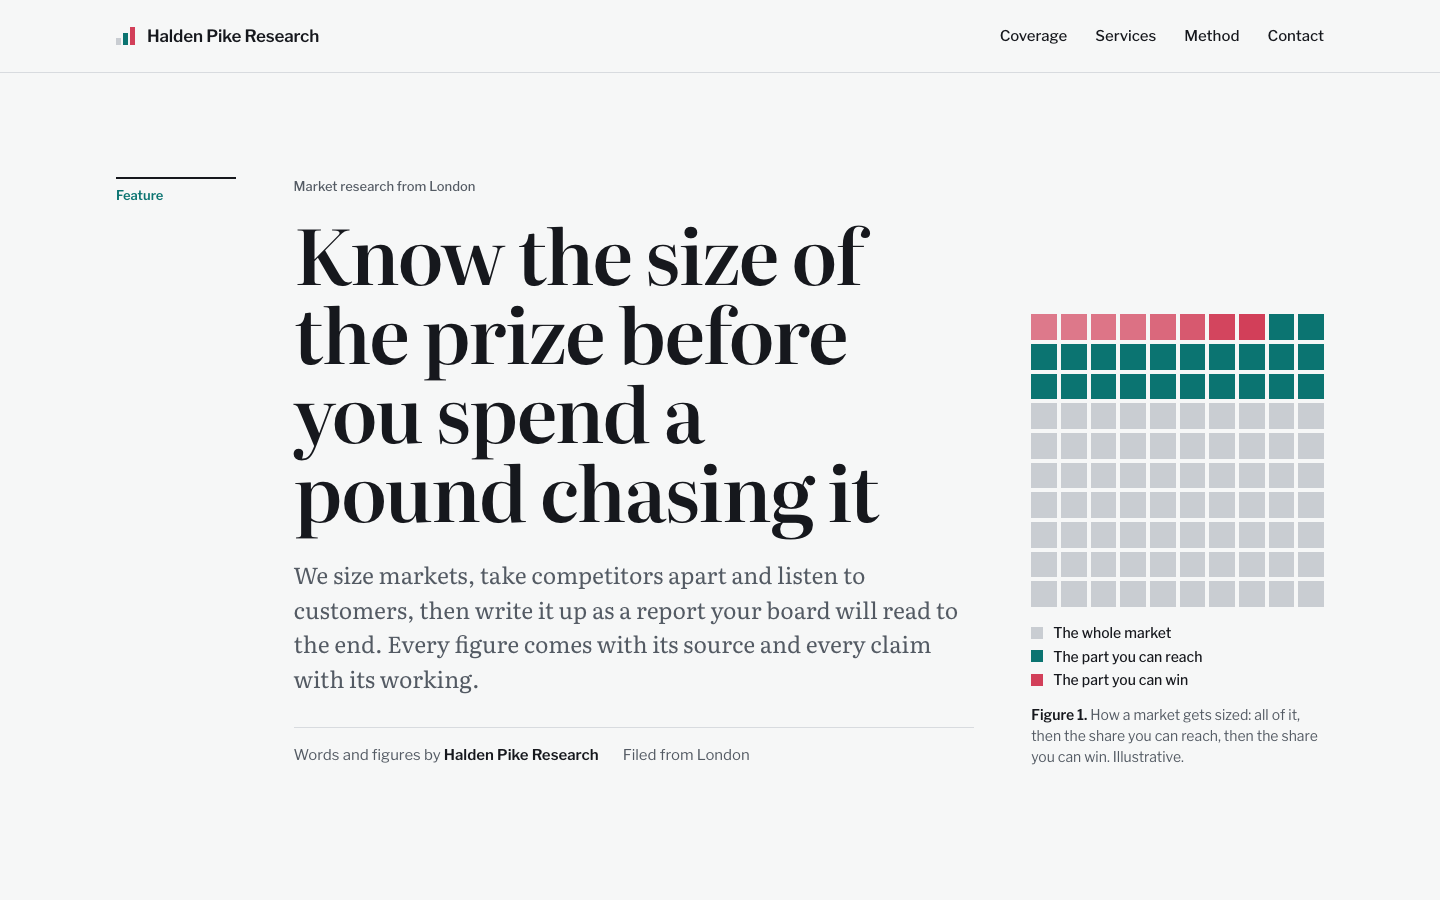 Halden Pike Research
Coverage
Services
Method
Contact
Feature
Market research from London
Know the size of
the prize before
you spend a
pound chasing it
We size markets, take competitors apart and listen to
customers, then write it up as a report your board will read to
the end. Every figure comes with its source and every claim
with its working.
Words and figures by Halden Pike Research
Filed from London
The whole market
The part you can reach
The part you can win
Figure 1. How a market gets sized: all of it,
then the share you can reach, then the share
you can win. Illustrative.